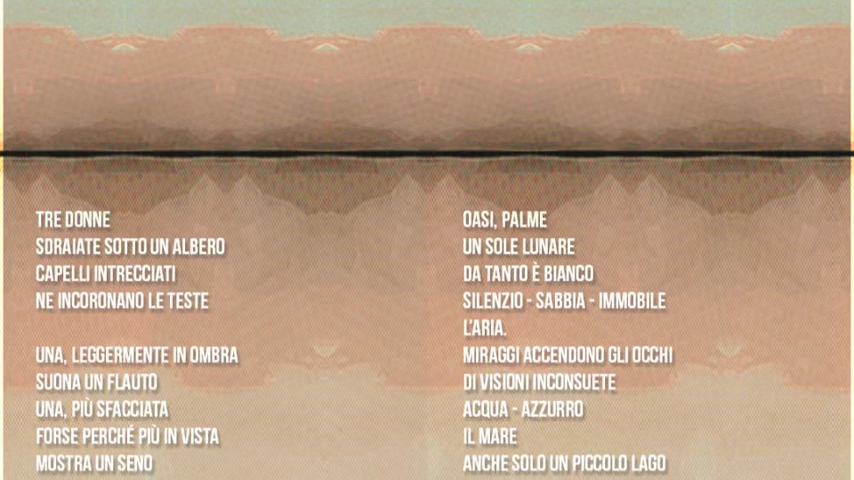 TRE DONNE
SDRAIATE SOTTO UN ALBERO
CAPELLI INTRECCIATI
NE INCORONANO LE TESTE
UNA, LEGGERMENTE IN OMBRA
SUONA UN FLAUTO
UNA, PIÙ SFACCIATA
FORSE PERCHÉ PIÙ IN VISTA
MOSTRA UN SENO
OASI, PALME
UN SOLE LUNARE
DA TANTO È BIANCO
SILENZIO - SABBIA - IMMOBILE
L'ARIA.
MIRAGGI ACCENDONO GLI OCCHI
DI VISIONI INCONSUETE
ACQUA - AZZURRO
IL MARE
ANCHE SOLO UN PICCOLO LAGO